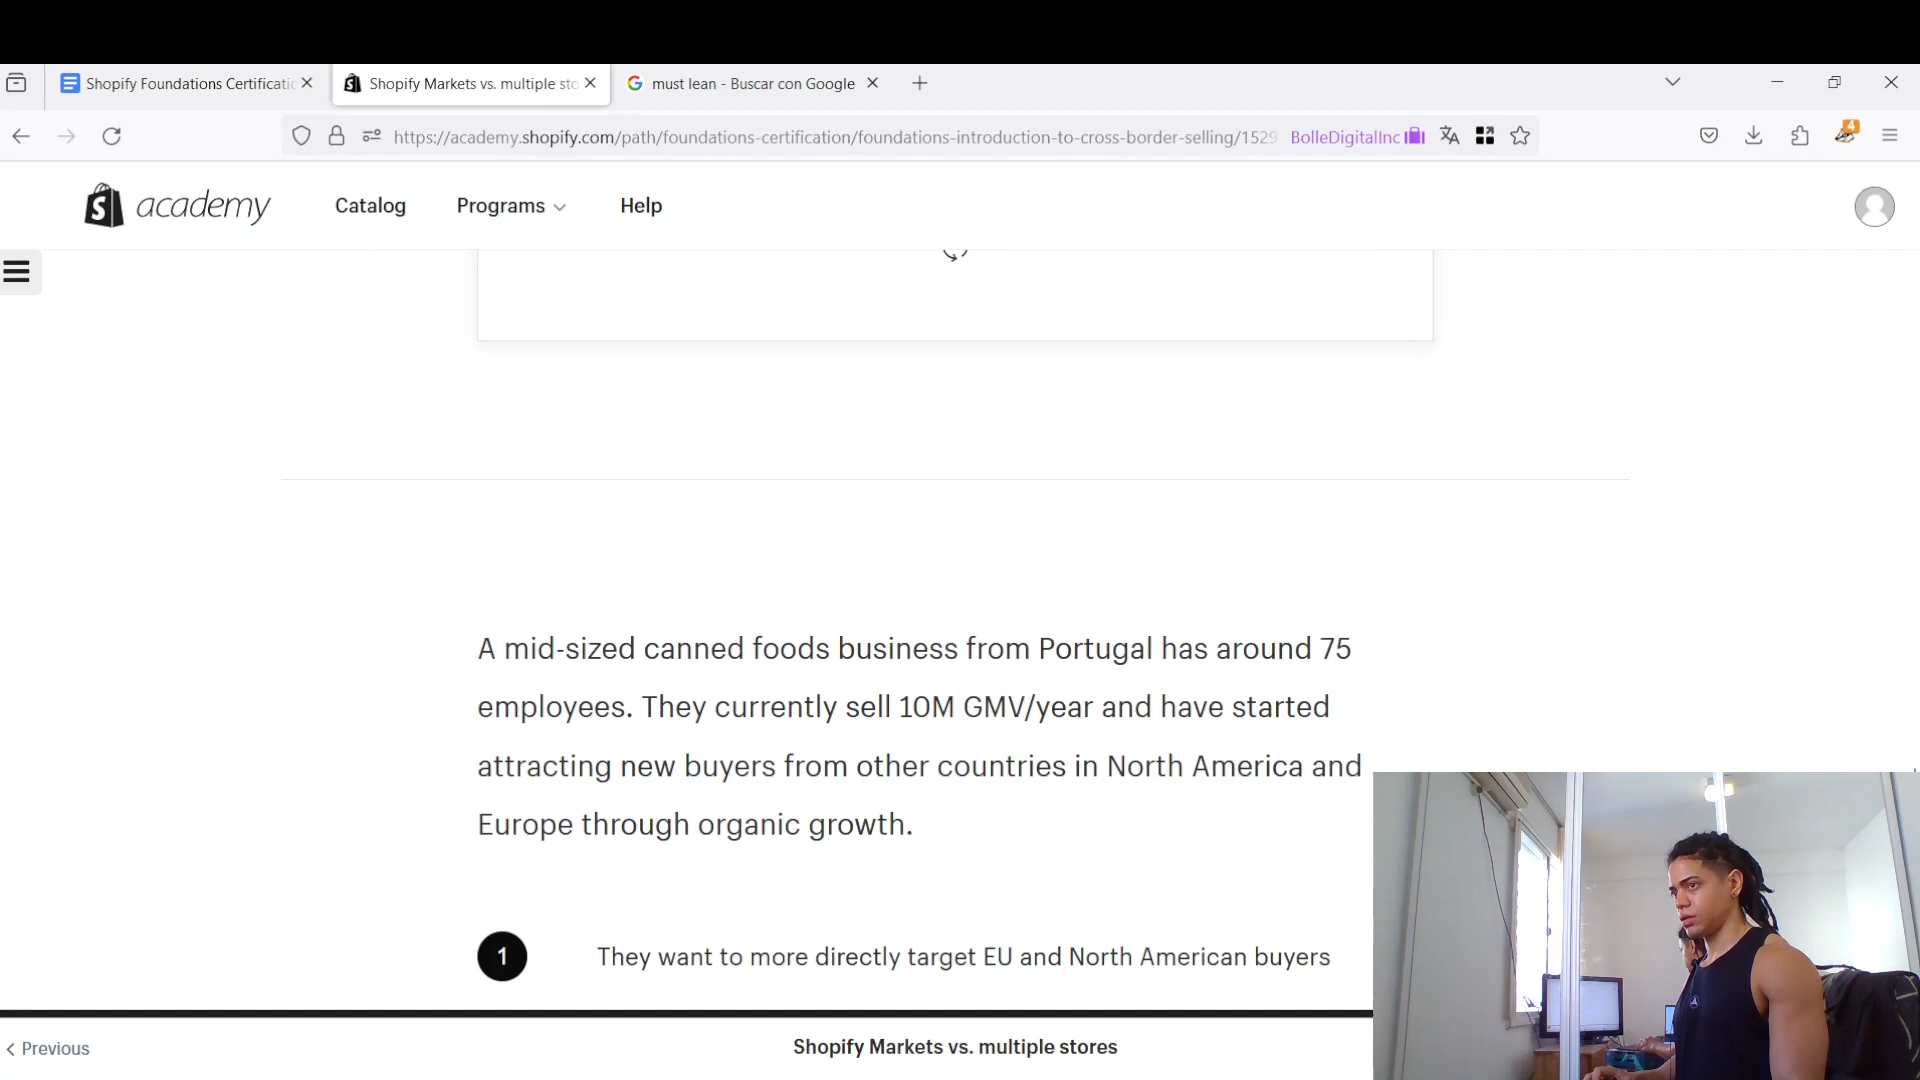 Shopify Foundations Certificatic
Shopify Markets vs. multiple sto
must lean - Buscar con Google
https://academy.shopify.com/path/foundations-certification/foundations-introduction-to-cross-border-selling/1529
BolleDigitalInc
4
academy
Catalog
Programs
Help
A mid-sized canned foods business from Portugal has around 75
employees. They currently sell 10M GMV/year and have started
attracting new buyers from other countries in North America and
Europe through organic growth.
1
They want to more directly target EU and North American buyers
Previous
Shopify Markets vs. multiple stores